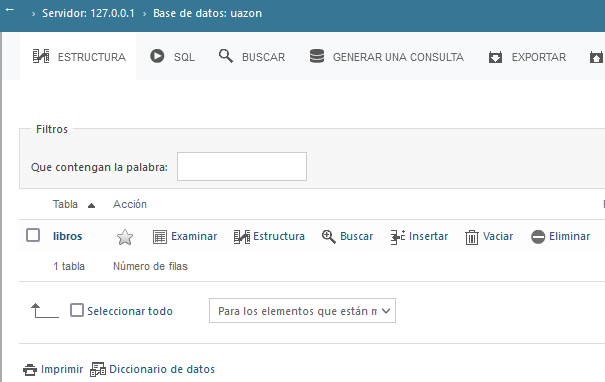 Servidor: 127.0.0.1 › Base de datos: uazon
ESTRUCTURA SQL BUSCAR GENERAR UNA CONSULTA EXPORTAR
Filtros
Que contengan la palabra:
Tabla Acción
libros Examinar Estructura Buscar Insertar Vaciar Eliminar
1 tabla Número de filas
Seleccionar todo Para los elementos que están
Imprimir Diccionario de datos